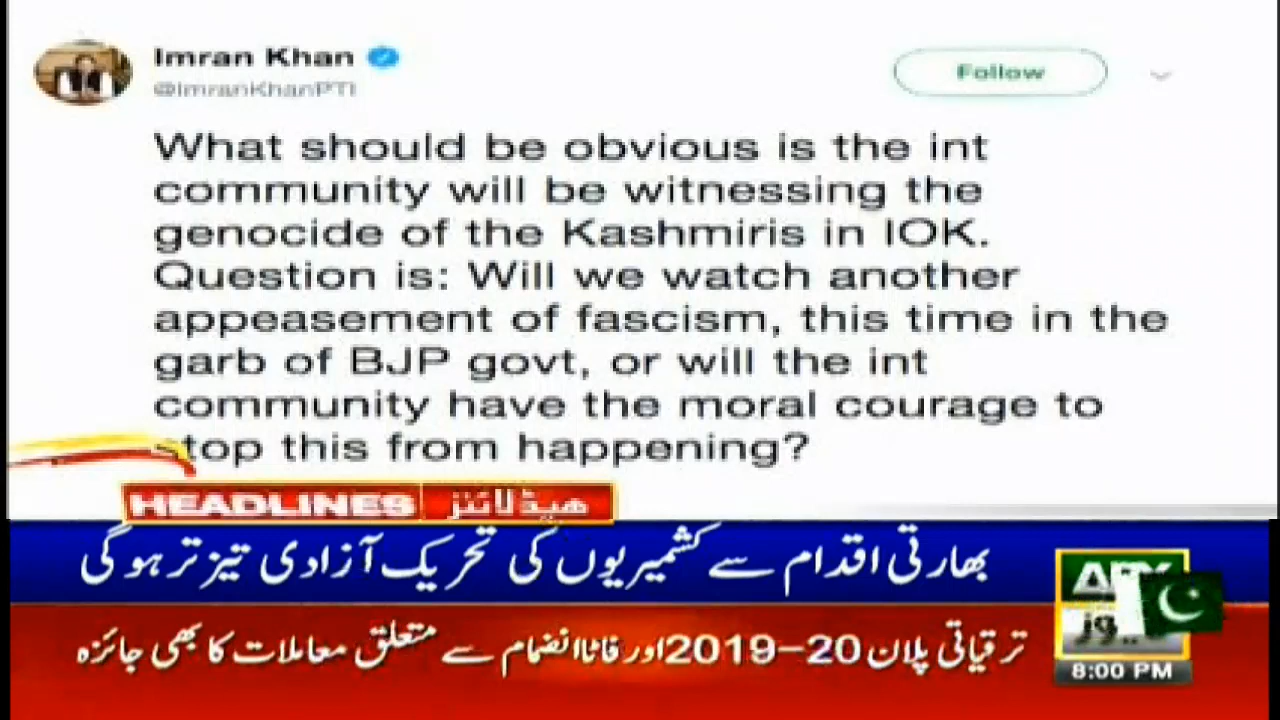 Imran Khan
@ImranKhanPTI
Follow
What should be obvious is the int
community will be witnessing the
genocide of the Kashmiris in IOK.
Question is: Will we watch another
appeasement of fascism, this time in the
garb of BJP govt, or will the int
community have the moral courage to
stop this from happening?
HEADLINES ہیڈلائنز
بھارتی اقدام سے کشمیریوں کی تحریک آزادی تیز تر ہوگی
ترقیاتی پلان 20-2019 اور فاٹا انضمام سے متعلق معاملات کا بھی جائزہ
ARY
نیوز
8:00 PM